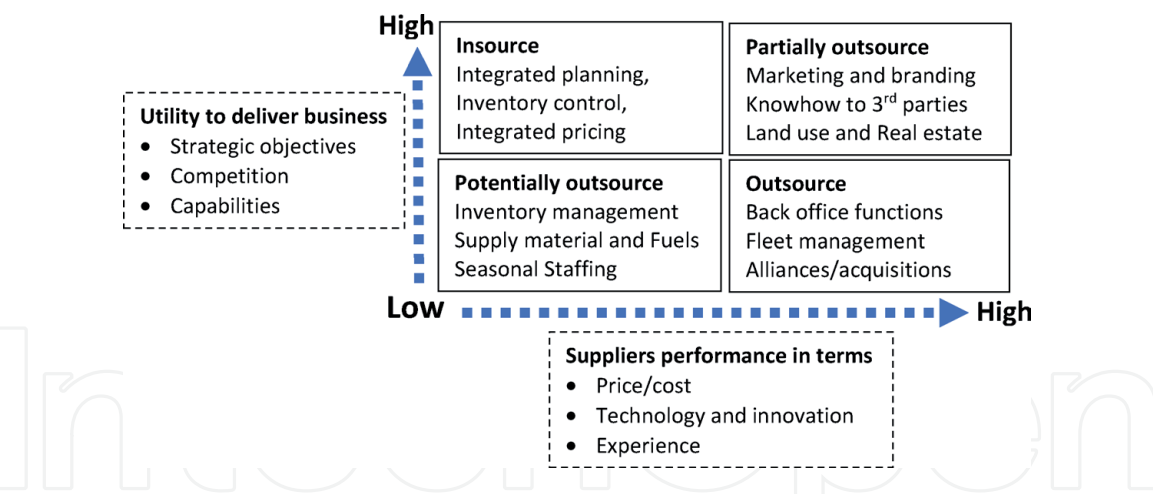 High
Insource
Integrated planning,
Inventory control,
Integrated pricing
Partially outsource
Marketing and branding
Knowhow to 3rd parties
Land use and Real estate
Utility to deliver business
• Strategic objectives
• Competition
• Capabilities
Potentially outsource
Inventory management
Supply material and Fuels
Seasonal Staffing
Outsource
Back office functions
Fleet management
Alliances/acquisitions
Low
High
Suppliers performance in terms
• Price/cost
• Technology and innovation
• Experience
IntechOpen